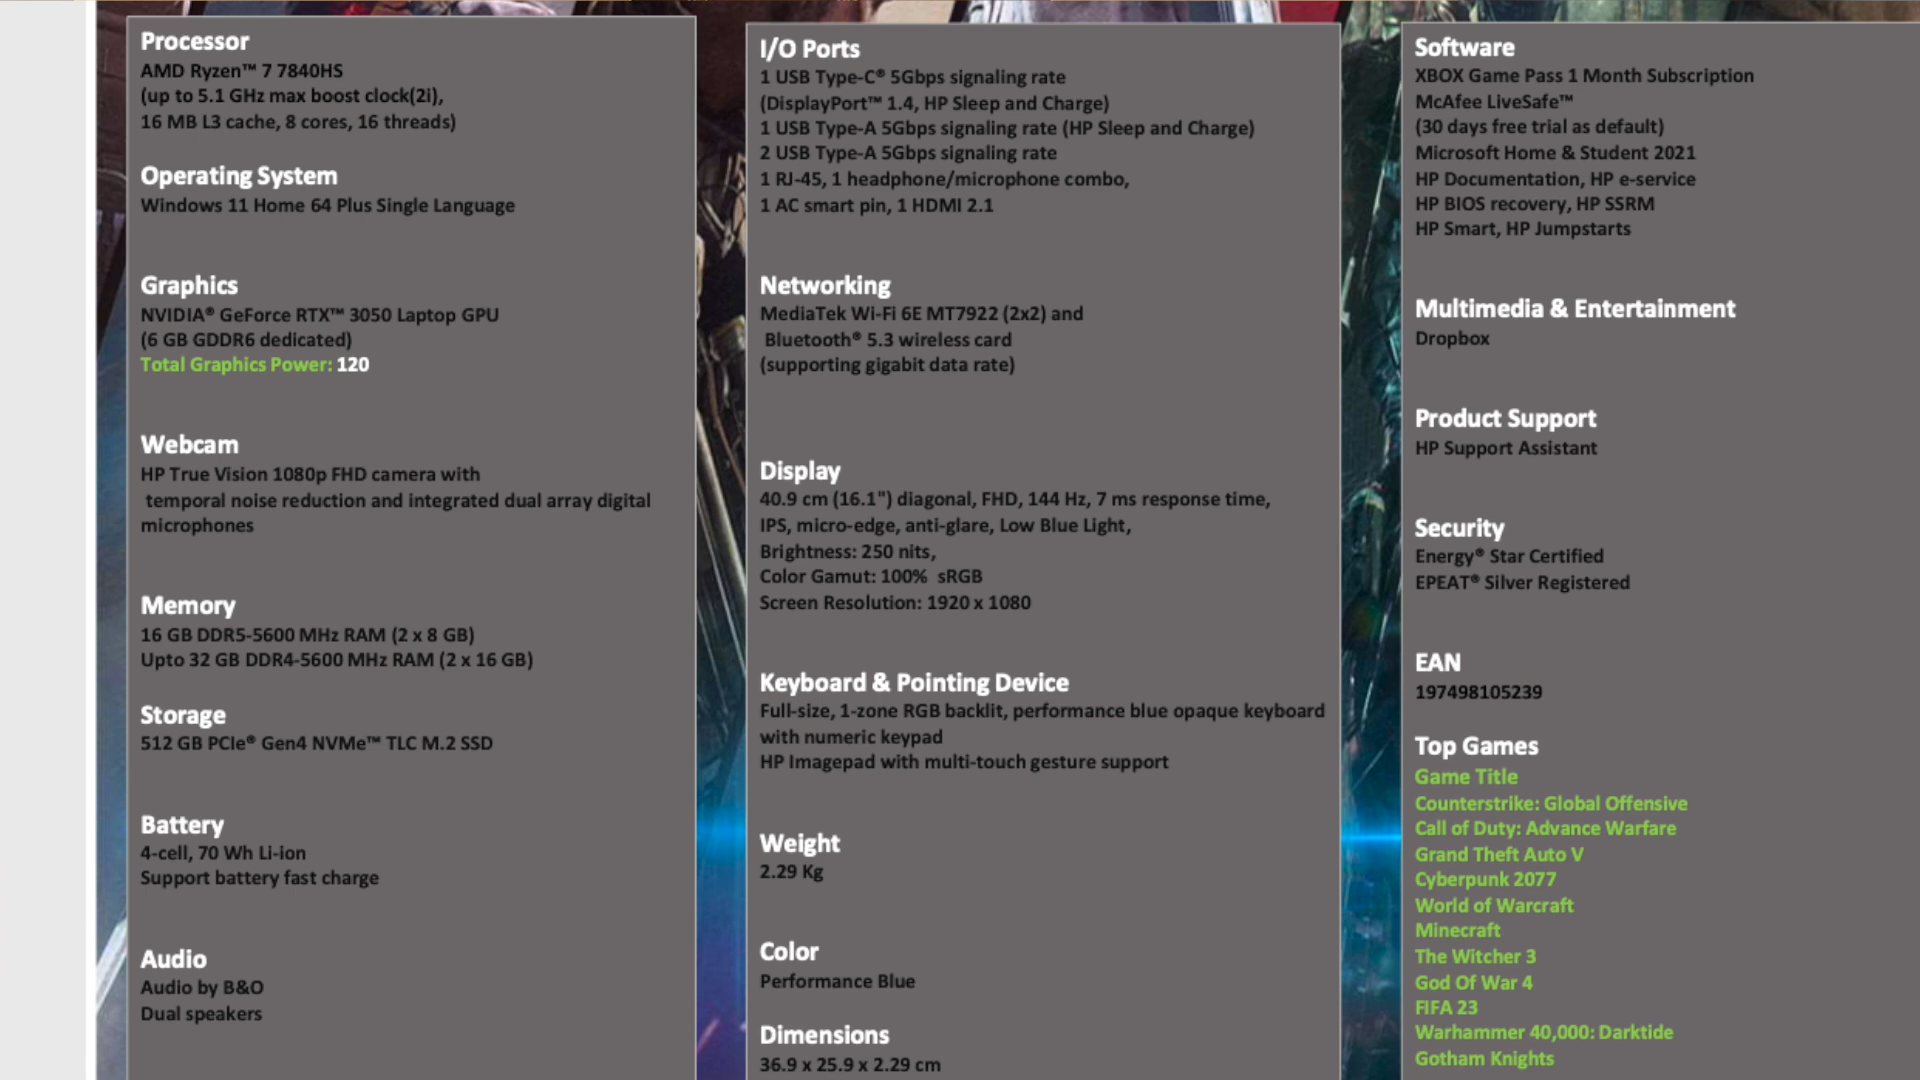 Processor
AMD Ryzen™ 7 7840HS
(up to 5.1 GHz max boost clock(2i),
16 MB L3 cache, 8 cores, 16 threads)
Operating System
Windows 11 Home 64 Plus Single Language
Graphics
NVIDIA® GeForce RTX™ 3050 Laptop GPU
(6 GB GDDR6 dedicated)
Total Graphics Power: 120
Webcam
HP True Vision 1080p FHD camera with
temporal noise reduction and integrated dual array digital
microphones
Memory
16 GB DDR5-5600 MHz RAM (2 x 8 GB)
Upto 32 GB DDR4-5600 MHz RAM (2 x 16 GB)
Storage
512 GB PCIe® Gen4 NVMe™ TLC M.2 SSD
Battery
4-cell, 70 Wh Li-ion
Support battery fast charge
Audio
Audio by B&O
Dual speakers
I/O Ports
1 USB Type-C® 5Gbps signaling rate
(DisplayPort™ 1.4, HP Sleep and Charge)
1 USB Type-A 5Gbps signaling rate (HP Sleep and Charge)
2 USB Type-A 5Gbps signaling rate
1 RJ-45, 1 headphone/microphone combo,
1 AC smart pin, 1 HDMI 2.1
Networking
MediaTek Wi-Fi 6E MT7922 (2x2) and
Bluetooth® 5.3 wireless card
(supporting gigabit data rate)
Display
40.9 cm (16.1") diagonal, FHD, 144 Hz, 7 ms response time,
IPS, micro-edge, anti-glare, Low Blue Light,
Brightness: 250 nits,
Color Gamut: 100% sRGB
Screen Resolution: 1920 x 1080
Keyboard & Pointing Device
Full-size, 1-zone RGB backlit, performance blue opaque keyboard
with numeric keypad
HP Imagepad with multi-touch gesture support
Weight
2.29 Kg
Color
Performance Blue
Dimensions
36.9 x 25.9 x 2.29 cm
Software
XBOX Game Pass 1 Month Subscription
McAfee LiveSafe™
(30 days free trial as default)
Microsoft Home & Student 2021
HP Documentation, HP e-service
HP BIOS recovery, HP SSRM
HP Smart, HP Jumpstarts
Multimedia & Entertainment
Dropbox
Product Support
HP Support Assistant
Security
Energy® Star Certified
EPEAT® Silver Registered
EAN
197498105239
Top Games
Game Title
Counterstrike: Global Offensive
Call of Duty: Advance Warfare
Grand Theft Auto V
Cyberpunk 2077
World of Warcraft
Minecraft
The Witcher 3
God Of War 4
FIFA 23
Warhammer 40,000: Darktide
Gotham Knights